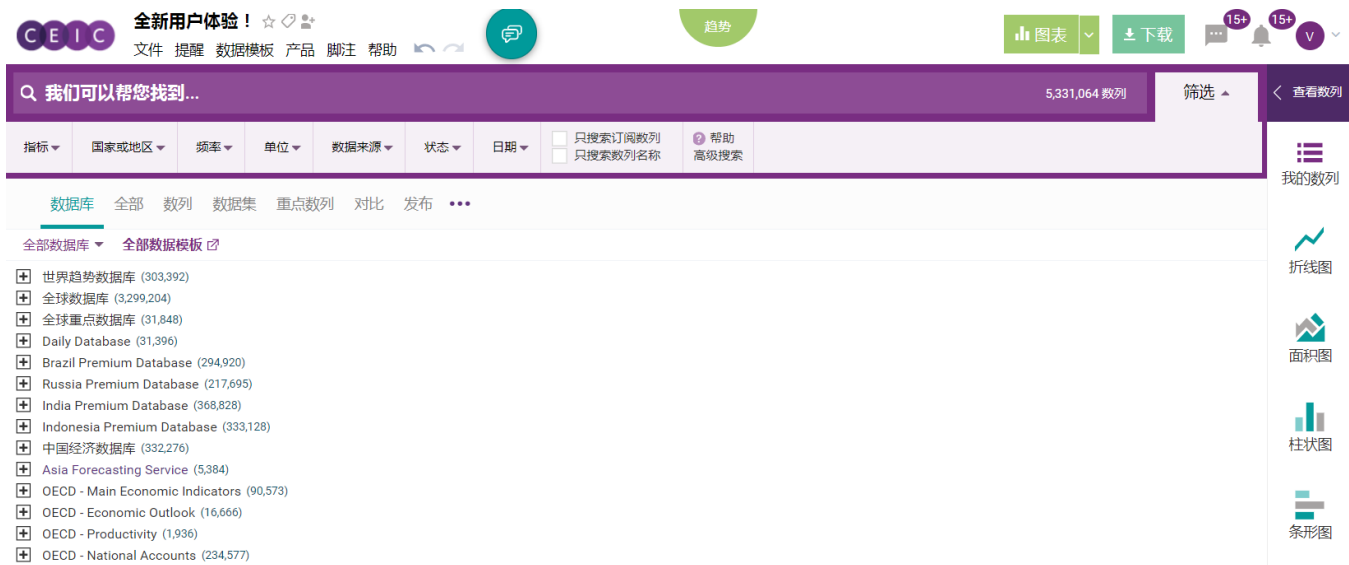 CEIC
全新用户体验！
文件 提醒 数据模板 产品 脚注 帮助
趋势
图表
下载
15+
15+
V
我们可以帮您找到...
5,331,064 数列
筛选
查看数列
指标
国家或地区
频率
单位
数据来源
状态
日期
只搜索订阅数列
只搜索数列名称
? 帮助
高级搜索
我的数列
数据库 全部 数列 数据集 重点数列 对比 发布
全部数据库 全部数据模板
世界趋势数据库 (303,392)
全球数据库 (3,299,204)
全球重点数据库 (31,848)
Daily Database (31,396)
Brazil Premium Database (294,920)
Russia Premium Database (217,695)
India Premium Database (368,828)
Indonesia Premium Database (333,128)
中国经济数据库 (332,276)
Asia Forecasting Service (5,384)
OECD - Main Economic Indicators (90,573)
OECD - Economic Outlook (16,666)
OECD - Productivity (1,936)
OECD - National Accounts (234,577)
折线图
面积图
柱状图
条形图